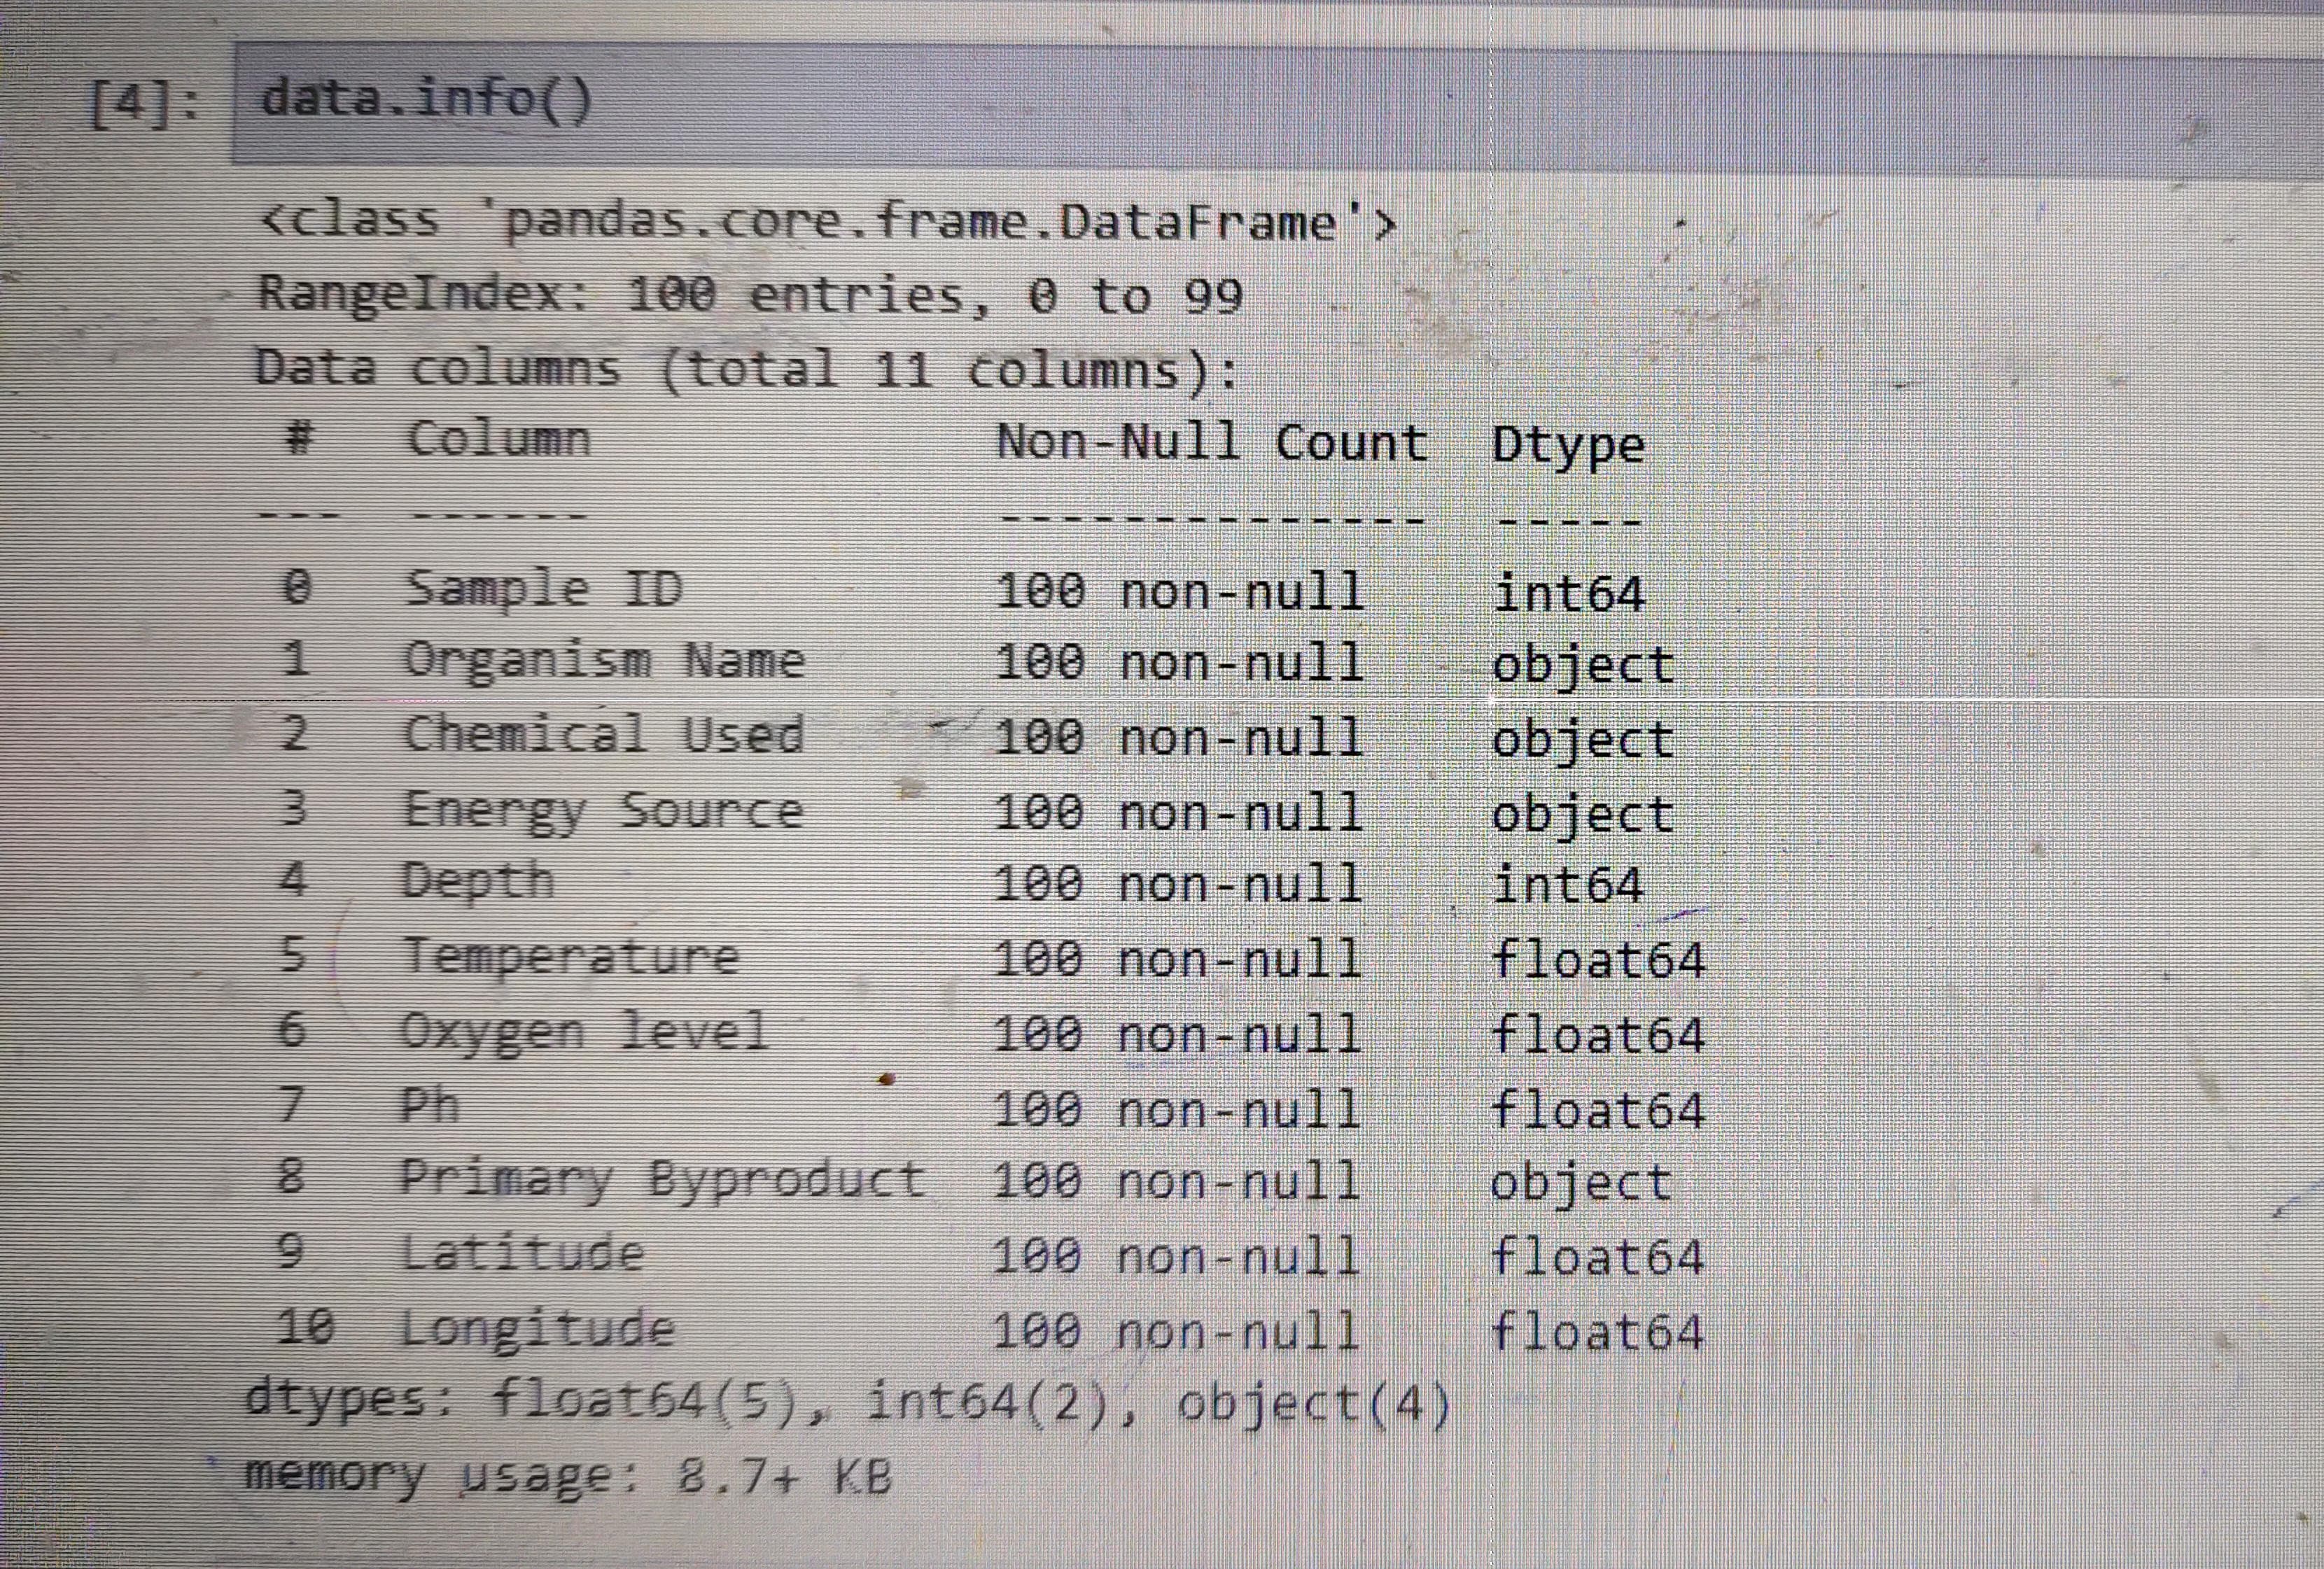 [4]: data.info()
<class 'pandas.core.frame.DataFrame'>
RangeIndex: 100 entries, 0 to 99
Data columns (total 11 columns):
 #   Column             Non-Null Count  Dtype
---  ------             --------------  -----
 0   Sample ID          100 non-null    int64
 1   Organism Name      100 non-null    object
 2   Chemical Used      100 non-null    object
 3   Energy Source      100 non-null    object
 4   Depth              100 non-null    int64
 5   Temperature        100 non-null    float64
 6   Oxygen level       100 non-null    float64
 7   Ph                 100 non-null    float64
 8   Primary Byproduct  100 non-null    object
 9   Latitude           100 non-null    float64
 10  Longitude          100 non-null    float64
dtypes: float64(5), int64(2), object(4)
memory usage: 8.7+ KB